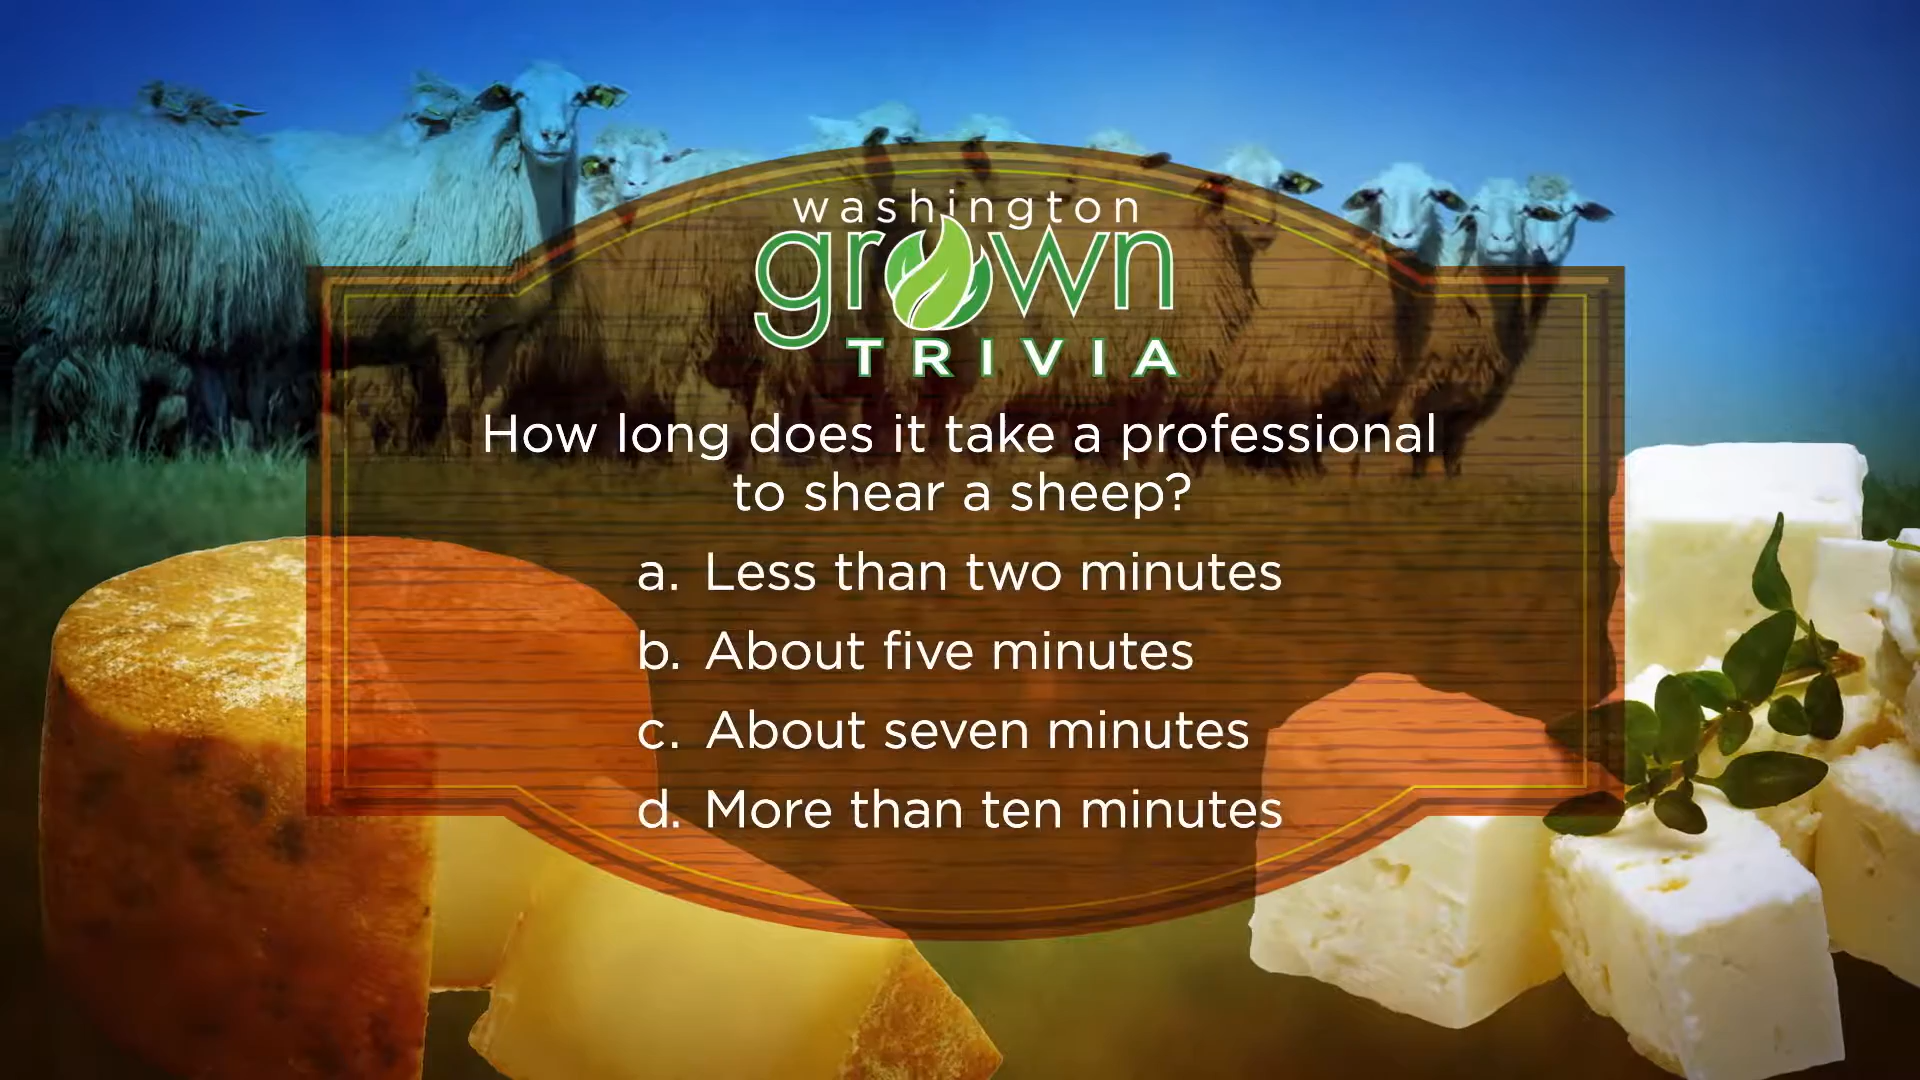 washington
grown
TRIVIA
How long does it take a professional
to shear a sheep?
a. Less than two minutes
b. About five minutes
c. About seven minutes
d. More than ten minutes